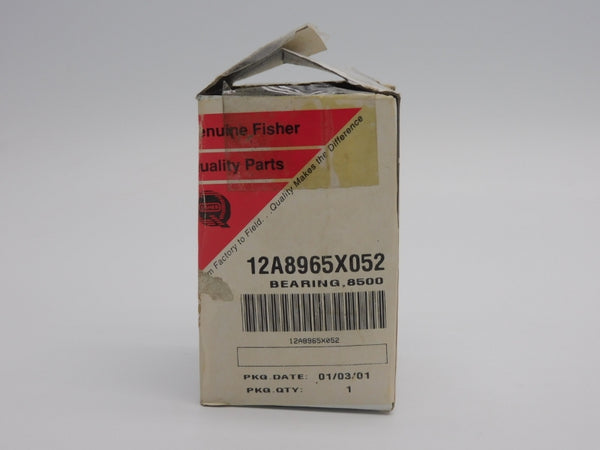 enuine Fisher
uality Parts
m Factory to Field. . .Quality Makes the Difference
12A8965X052
BEARING,8500
12A8965X052
PKG.DATE: 01/03/01
PKG.QTY: 1